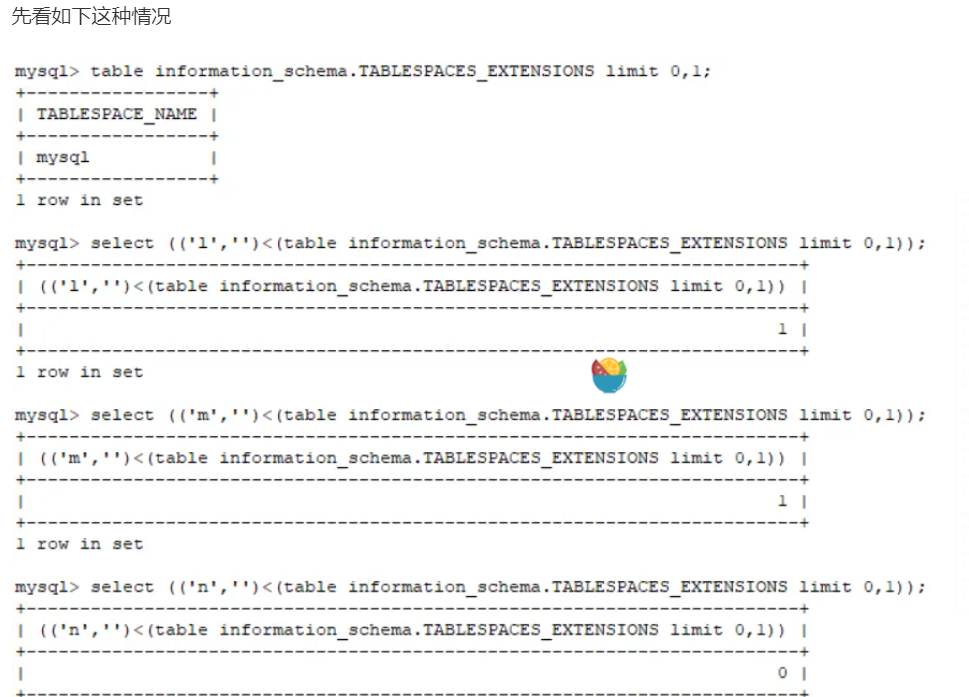 先看如下这种情况
mysql> table information_schema.TABLESPACES_EXTENSIONS limit 0,1;
+-----------------+
| TABLESPACE_NAME |
+-----------------+
| mysql           |
+-----------------+
1 row in set
mysql> select (('l','')<(table information_schema.TABLESPACES_EXTENSIONS limit 0,1));
+-------------------------------------------------------------------------+
| (('l','')<(table information_schema.TABLESPACES_EXTENSIONS limit 0,1)) |
+-------------------------------------------------------------------------+
|                                                                       1 |
+-------------------------------------------------------------------------+
1 row in set
mysql> select (('m','')<(table information_schema.TABLESPACES_EXTENSIONS limit 0,1));
+-------------------------------------------------------------------------+
| (('m','')<(table information_schema.TABLESPACES_EXTENSIONS limit 0,1)) |
+-------------------------------------------------------------------------+
|                                                                       1 |
+-------------------------------------------------------------------------+
1 row in set
mysql> select (('n','')<(table information_schema.TABLESPACES_EXTENSIONS limit 0,1));
+-------------------------------------------------------------------------+
| (('n','')<(table information_schema.TABLESPACES_EXTENSIONS limit 0,1)) |
+-------------------------------------------------------------------------+
|                                                                       0 |
+-------------------------------------------------------------------------+